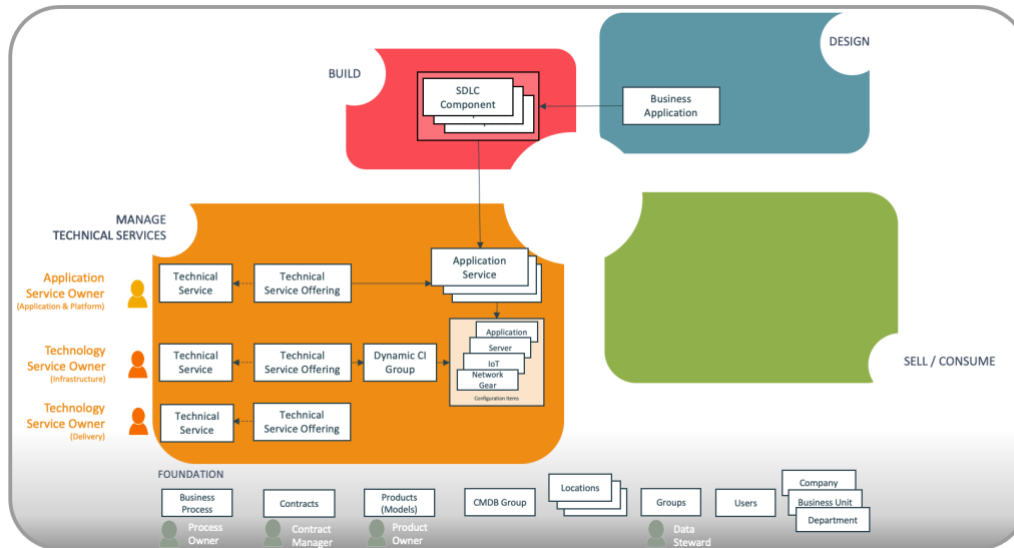 DESIGN
BUILD
SDLC
Component
Business
Application
MANAGE
TECHNICAL SERVICES
Application
Service Owner
(Application & Platform)
Technical
Service
Technical
Service Offering
Application
Service
Technology
Service Owner
(Infrastructure)
Technical
Service
Technical
Service Offering
Dynamic CI
Group
Application
Server
IoT
Network
Gear
Configuration Items
SELL / CONSUME
Technology
Service Owner
(Delivery)
Technical
Service
Technical
Service Offering
FOUNDATION
Business
Process
Contracts
Products
(Models)
CMDB Group
Locations
Groups
Users
Company
Business Unit
Department
Process
Owner
Contract
Manager
Product
Owner
Data
Steward